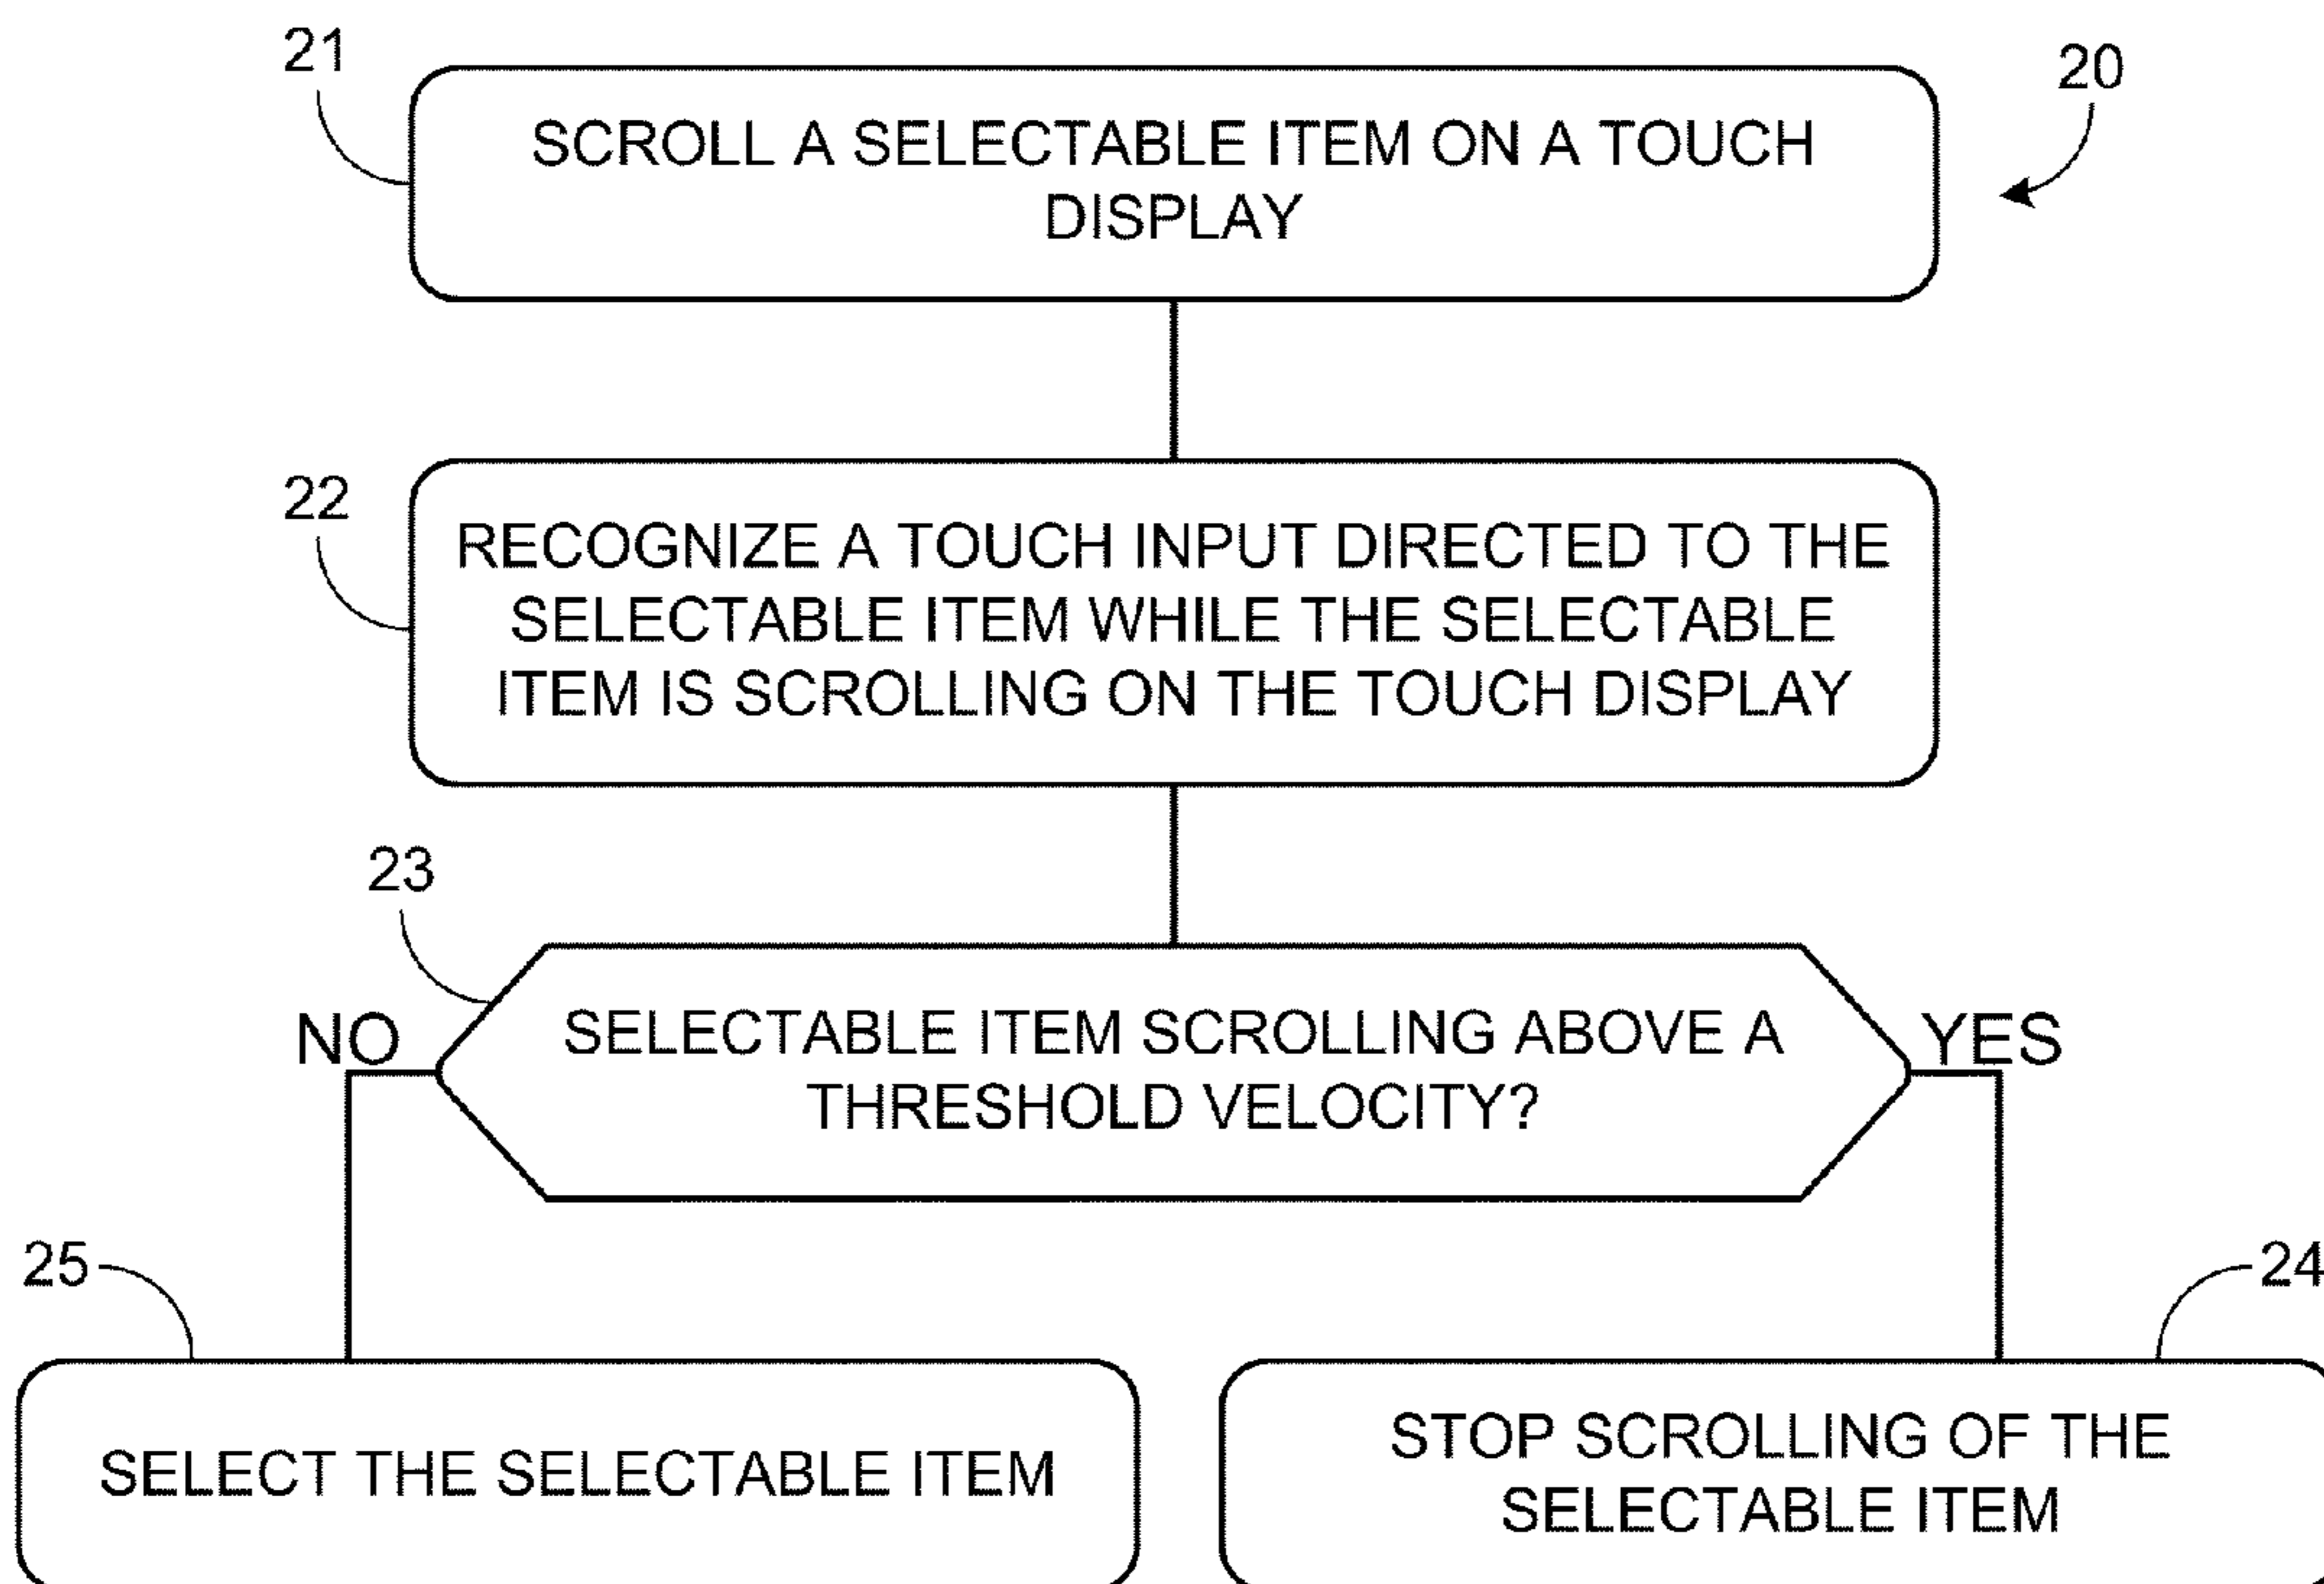 21
20
SCROLL A SELECTABLE ITEM ON A TOUCH
DISPLAY
22
RECOGNIZE A TOUCH INPUT DIRECTED TO THE
SELECTABLE ITEM WHILE THE SELECTABLE
ITEM IS SCROLLING ON THE TOUCH DISPLAY
23
NO
SELECTABLE ITEM SCROLLING ABOVE A
THRESHOLD VELOCITY?
YES
25
24
SELECT THE SELECTABLE ITEM
STOP SCROLLING OF THE
SELECTABLE ITEM